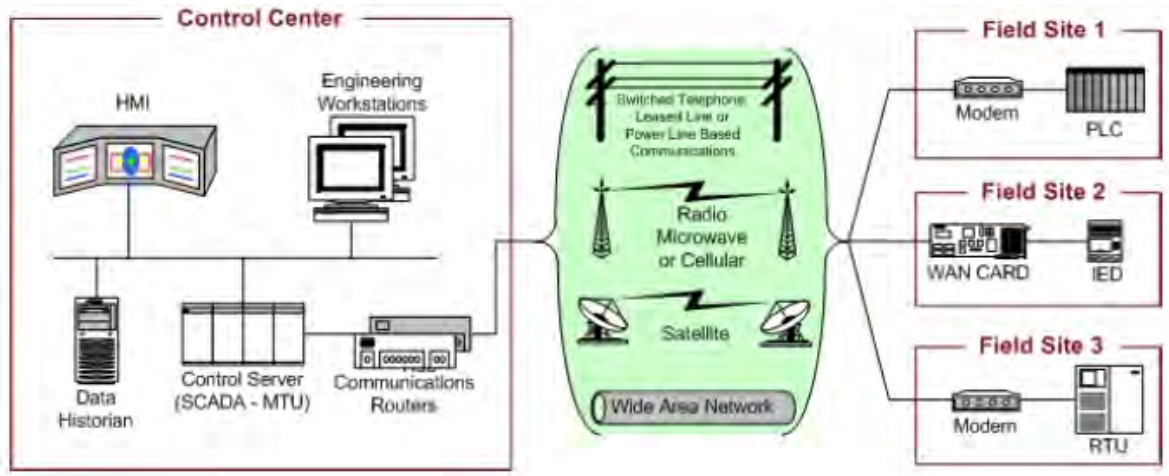 Control Center
HMI
Engineering
Workstations
Data
Historian
Control Server
(SCADA - MTU)
Communications
Routers
Switched Telephone,
Leased Line or
Power Line Based
Communications
Radio
Microwave
or Cellular
Satellite
Wide Area Network
Field Site 1
Modem
PLC
Field Site 2
WAN CARD
IED
Field Site 3
Modem
RTU